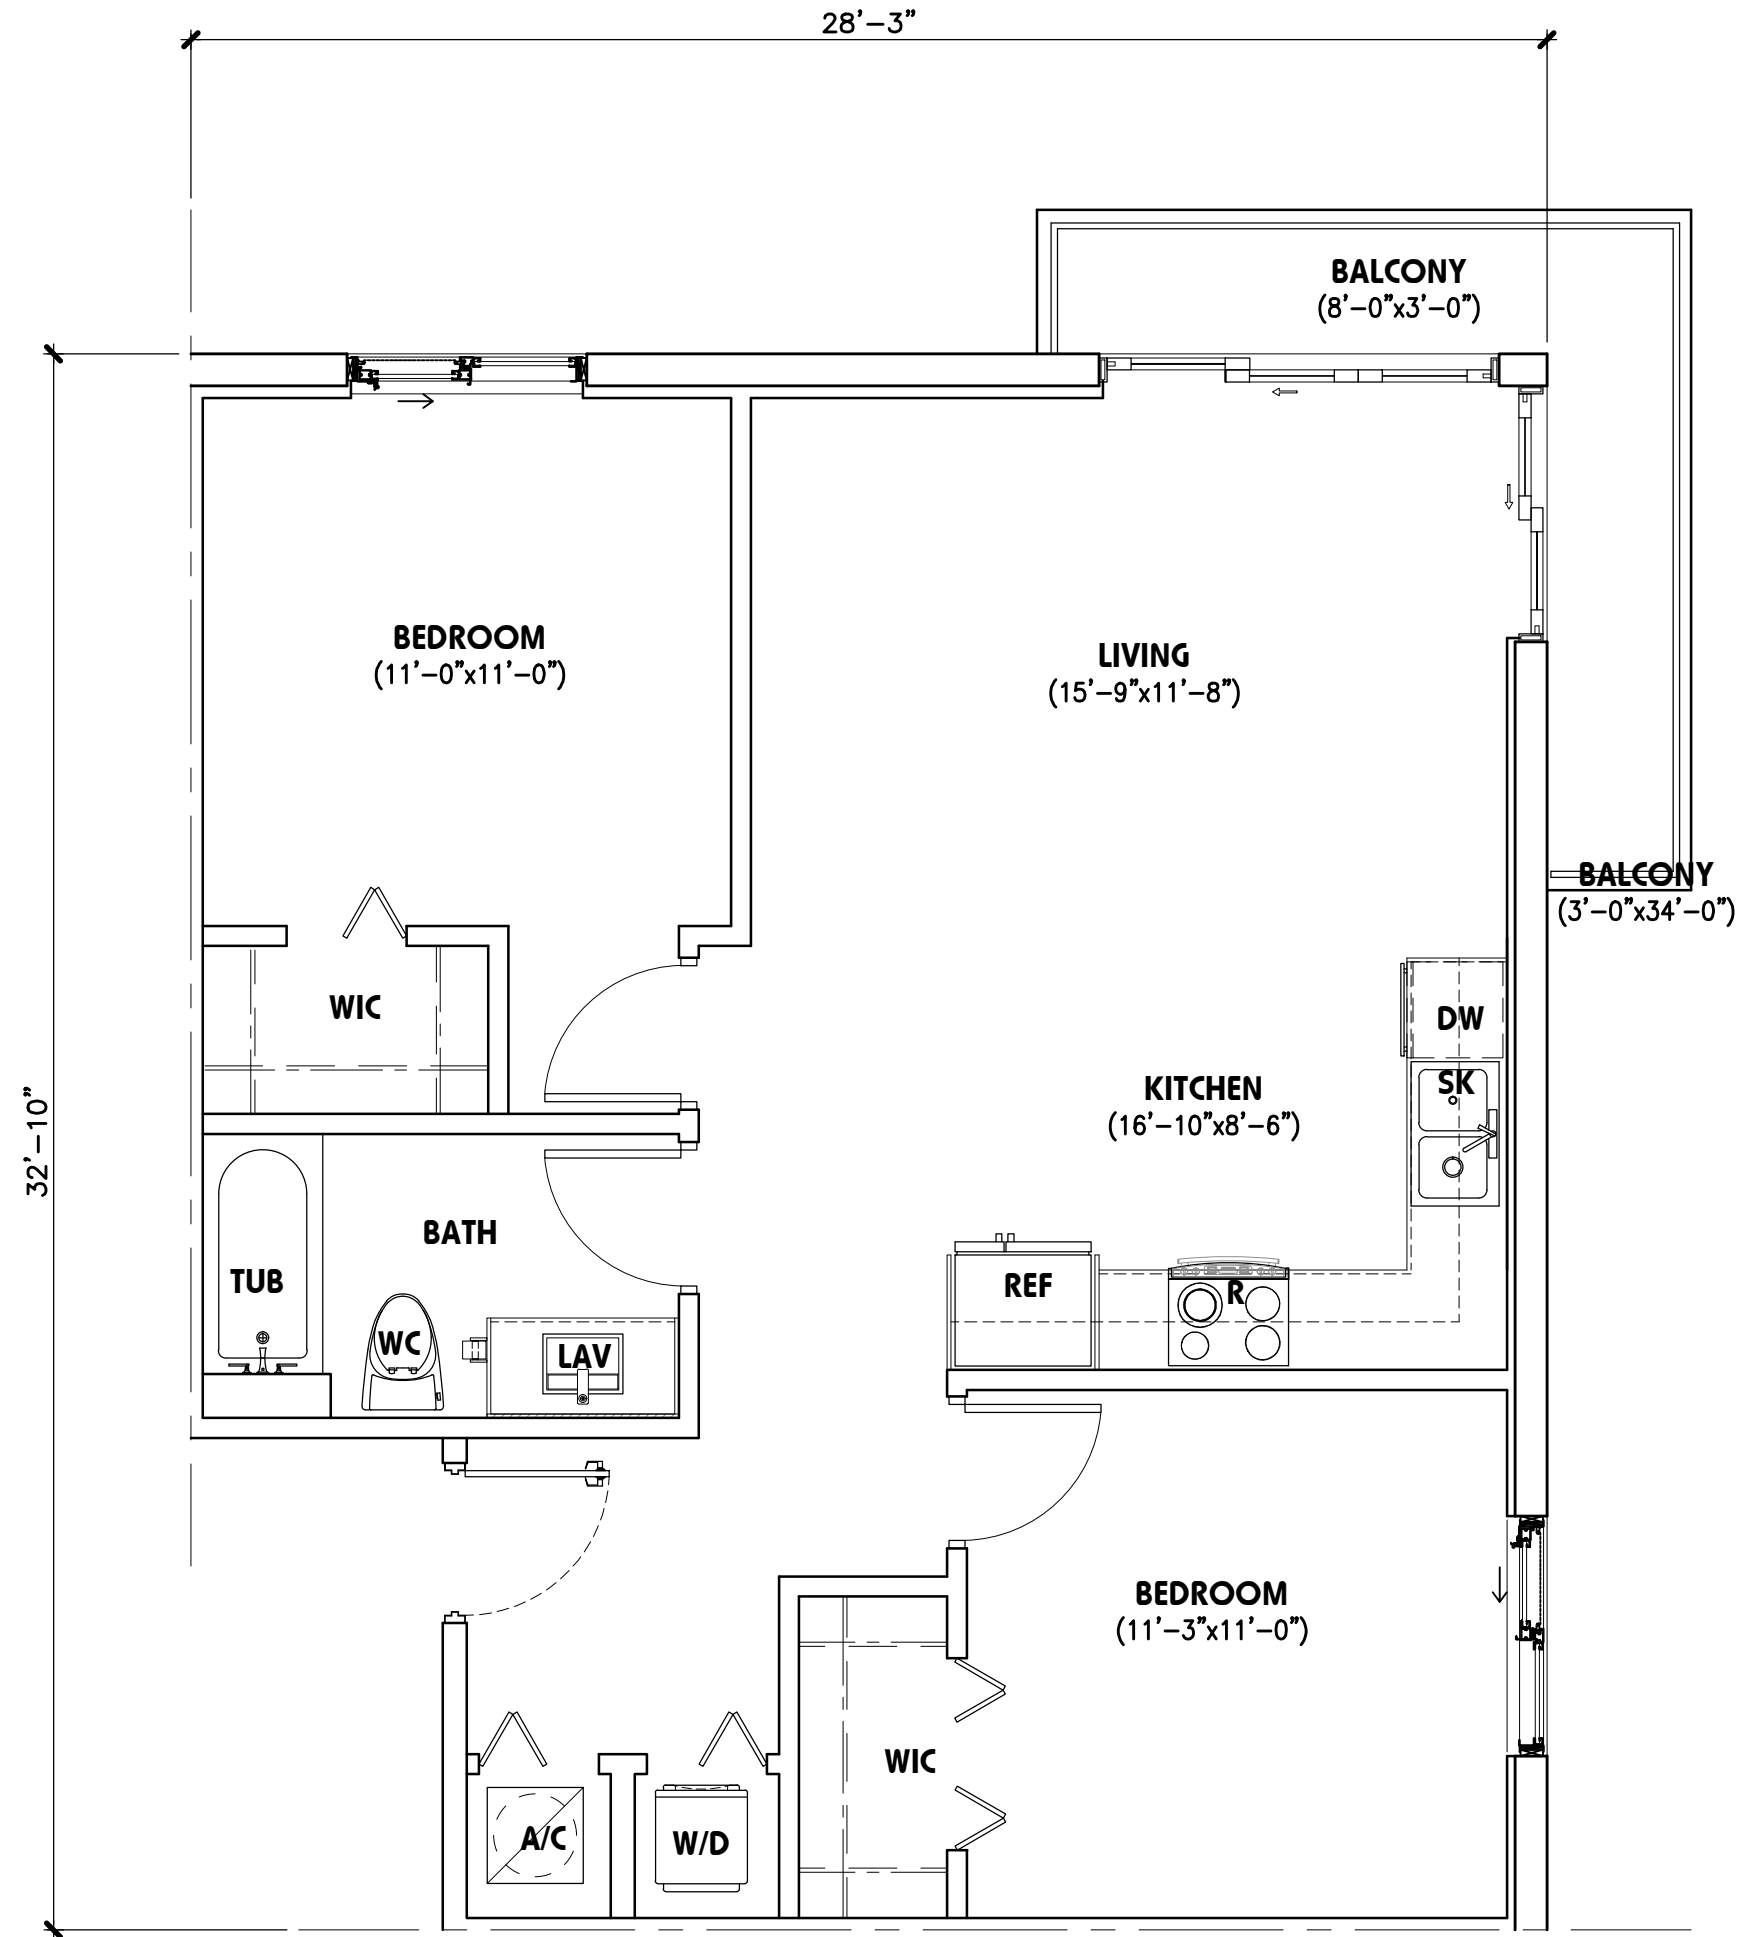 28'-3"
BALCONY
(8'-0"x3'-0")
BEDROOM
(11'-0"x11'-0")
LIVING
(15'-9"x11'-8")
BALCONY
(3'-0"x34'-0")
WIC
DW
SK
KITCHEN
(16'-10"x8'-6")
32'-10"
BATH
TUB
REF
R
WC
LAV
BEDROOM
(11'-3"x11'-0")
WIC
A/C
W/D